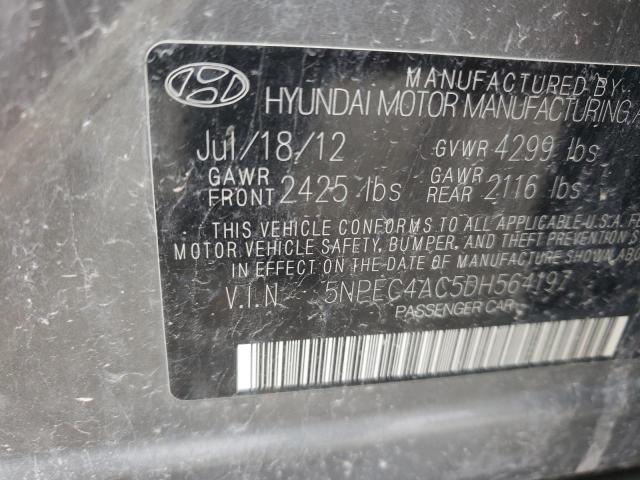 MANUFACTURED BY
HYUNDAI MOTOR MANUFACTURING
Jul/18/12 GVWR 4299 lbs
GAWR FRONT 2425 lbs GAWR REAR 2116 lbs
THIS VEHICLE CONFORMS TO ALL APPLICABLE U.S.A.
MOTOR VEHICLE SAFETY, BUMPER, AND THEFT PREVENTION
IN EFFECT ON THE DATE OF MANUFACTURE SHOWN
V.I.N. 5NPEC4AC5DH564197
PASSENGER CAR